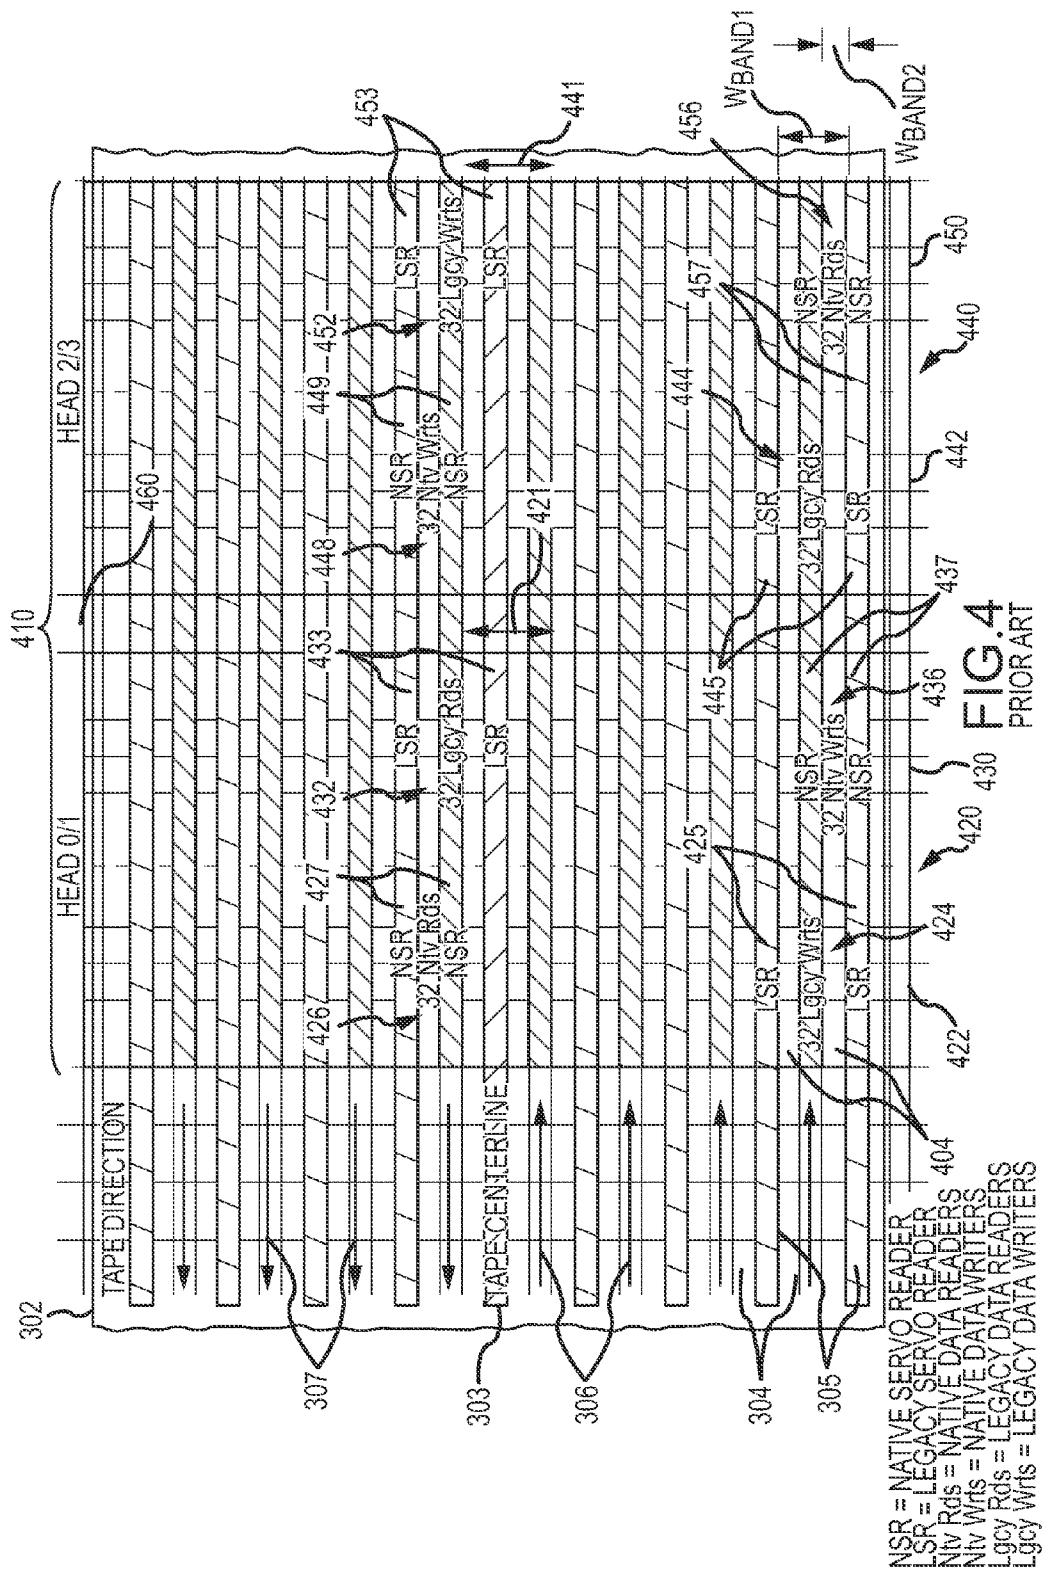 410
HEAD 0/1
HEAD 2/3
460
302
TAPE DIRECTION
307
303
TAPE CENTERLINE
306
304
305
404
426
427
432
433
448
449
452
453
NSR
32 Ntv Rds
NSR
LSR
32 Lgcy Rds
LSR
NSR
32 Ntv Wrts
NSR
LSR
32 Lgcy Wrts
LSR
421
441
425
445
444
457
456
LSR
32 Lgcy Wrts
LSR
NSR
32 Ntv Wrts
NSR
LSR
32 Lgcy Rds
LSR
NSR
32 Ntv Rds
NSR
WBAND1
WBAND2
422
424
420
430
436
437
442
440
450
NSR = NATIVE SERVO READER
LSR = LEGACY SERVO READER
Ntv Rds = NATIVE DATA READERS
Ntv Wrts = NATIVE DATA WRITERS
Lgcy Rds = LEGACY DATA READERS
Lgcy Wrts = LEGACY DATA WRITERS
FIG.4
PRIOR ART